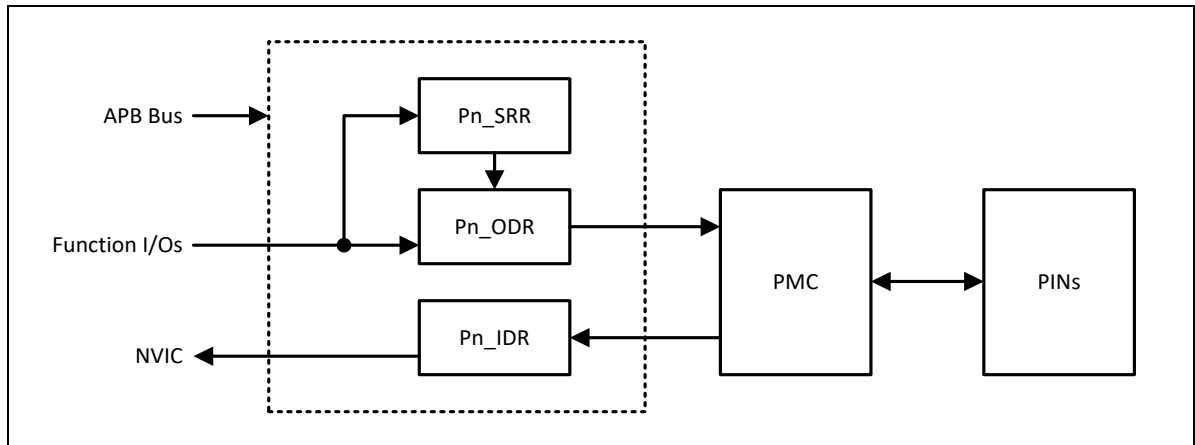 APB Bus
Pn_SRR
Function I/Os
Pn_ODR
PMC
PINs
NVIC
Pn_IDR